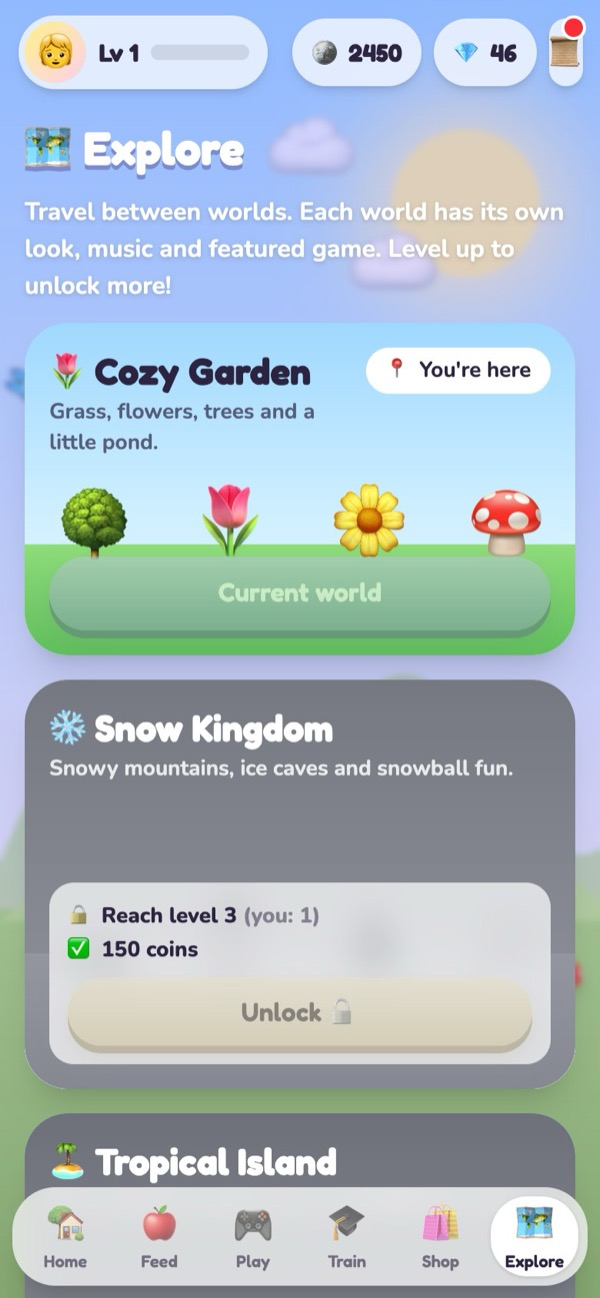 Lv 1
2450
46
Explore
Travel between worlds. Each world has its own
look, music and featured game. Level up to
unlock more!
Cozy Garden
You're here
Grass, flowers, trees and a
little pond.
Current world
Snow Kingdom
Snowy mountains, ice caves and snowball fun.
Reach level 3 (you: 1)
150 coins
Unlock
Tropical Island
Home
Feed
Play
Train
Shop
Explore